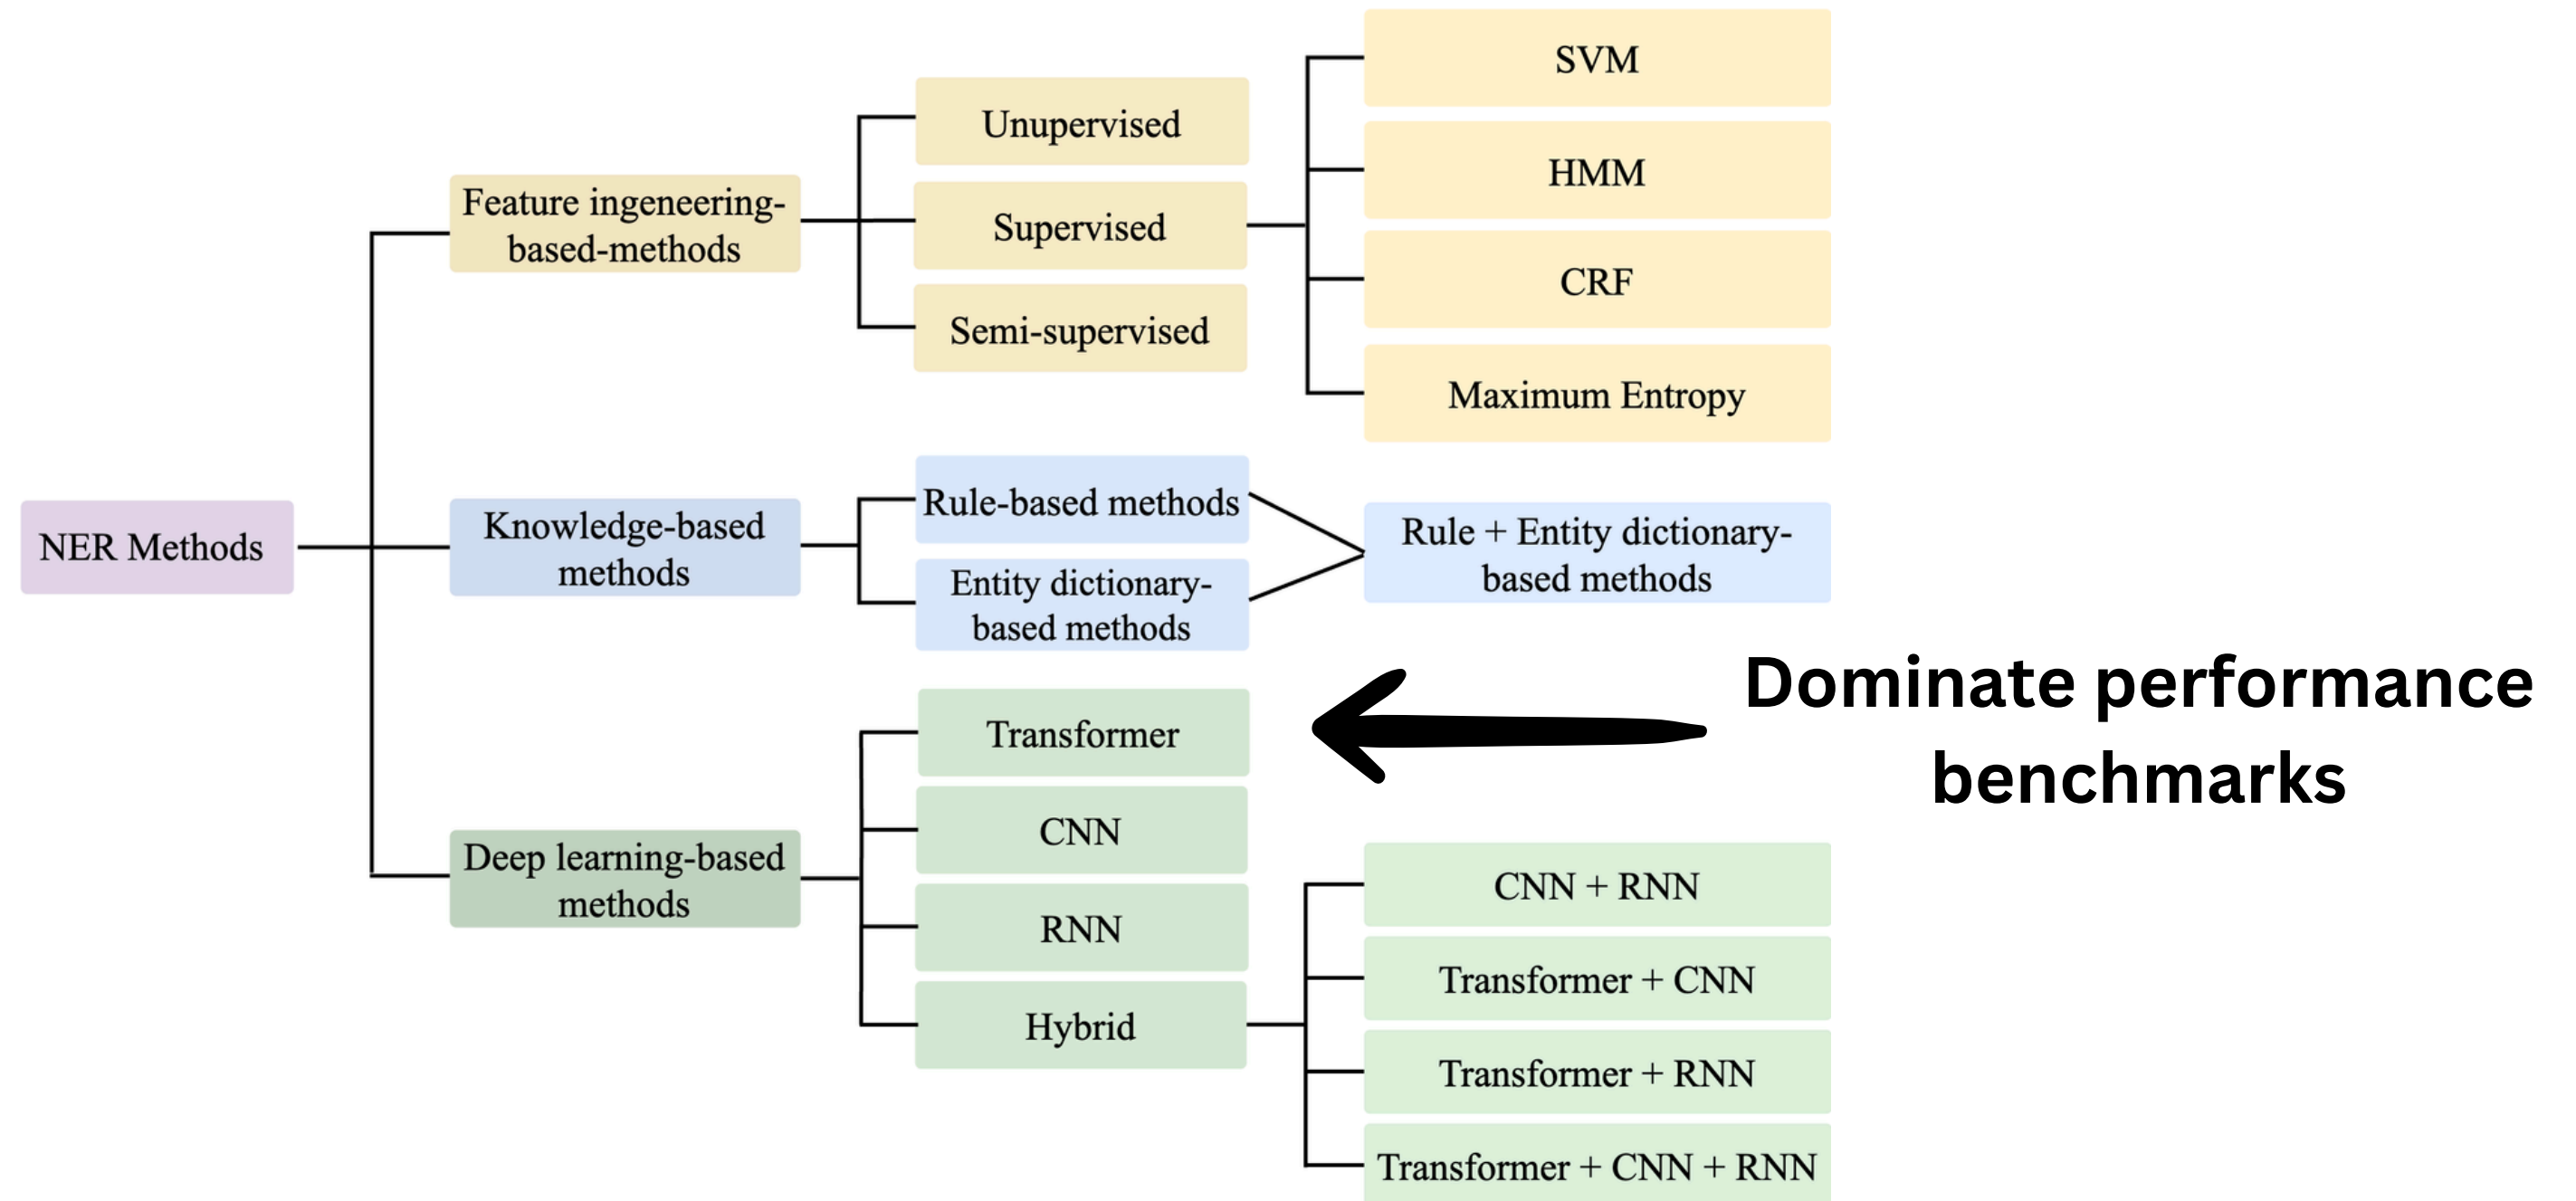 NER Methods
Feature ingeneering-
based-methods
Unupervised
Supervised
Semi-supervised
SVM
HMM
CRF
Maximum Entropy
Knowledge-based
methods
Rule-based methods
Entity dictionary-
based methods
Rule + Entity dictionary-
based methods
Deep learning-based
methods
Transformer
CNN
RNN
Hybrid
Dominate performance
benchmarks
CNN + RNN
Transformer + CNN
Transformer + RNN
Transformer + CNN + RNN